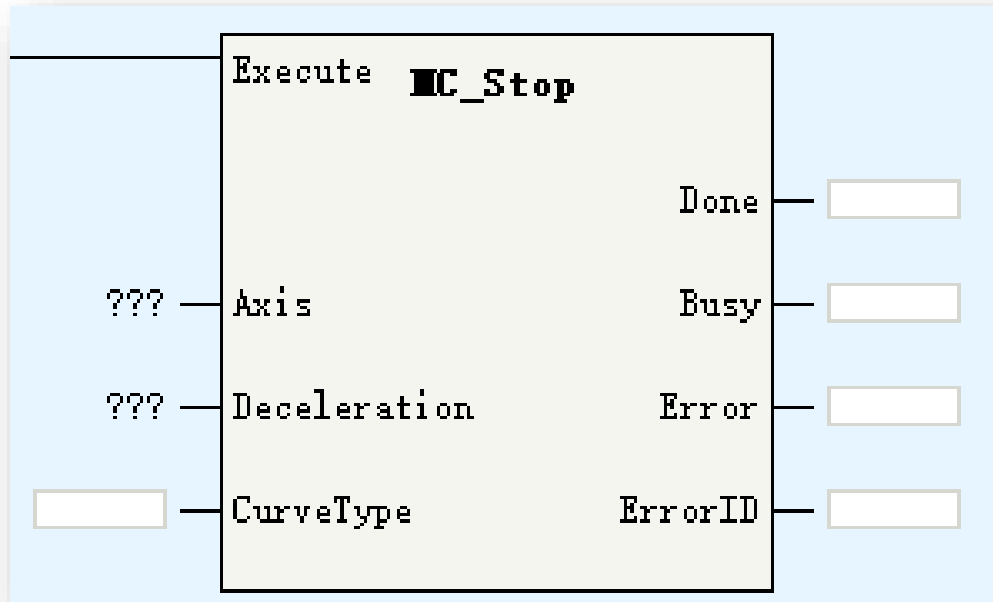 Execute MC_Stop
Done
??? Axis Busy
??? Deceleration Error
CurveType ErrorID